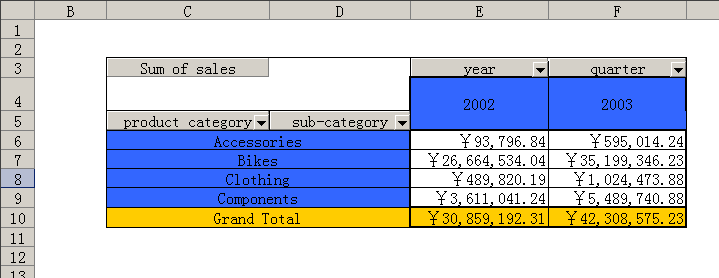 B C D E F
1
2
3 Sum of sales year quarter
4 2002 2003
5 product category sub-category
6 Accessories ￥93,796.84 ￥595,014.24
7 Bikes ￥26,664,534.04 ￥35,199,346.23
8 Clothing ￥489,820.19 ￥1,024,473.88
9 Components ￥3,611,041.24 ￥5,489,740.88
10 Grand Total ￥30,859,192.31 ￥42,308,575.23
11
12
13